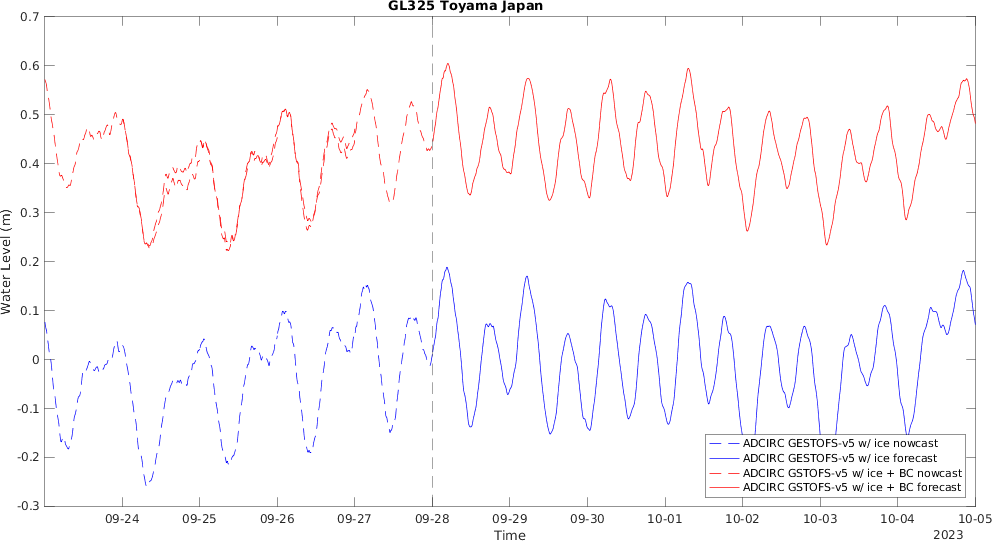 GL325 Toyama Japan
0.7
0.6
0.5
0.4
0.3
0.2
0.1
0
-0.1
-0.2
-0.3
Water Level (m)
ADCIRC GESTOFS-v5 w/ ice nowcast
ADCIRC GESTOFS-v5 w/ ice forecast
ADCIRC GSTOFS-v5 w/ ice + BC nowcast
ADCIRC GSTOFS-v5 w/ ice + BC forecast
09-24 09-25 09-26 09-27 09-28 09-29 09-30 10-01 10-02 10-03 10-04 10-05
Time
2023